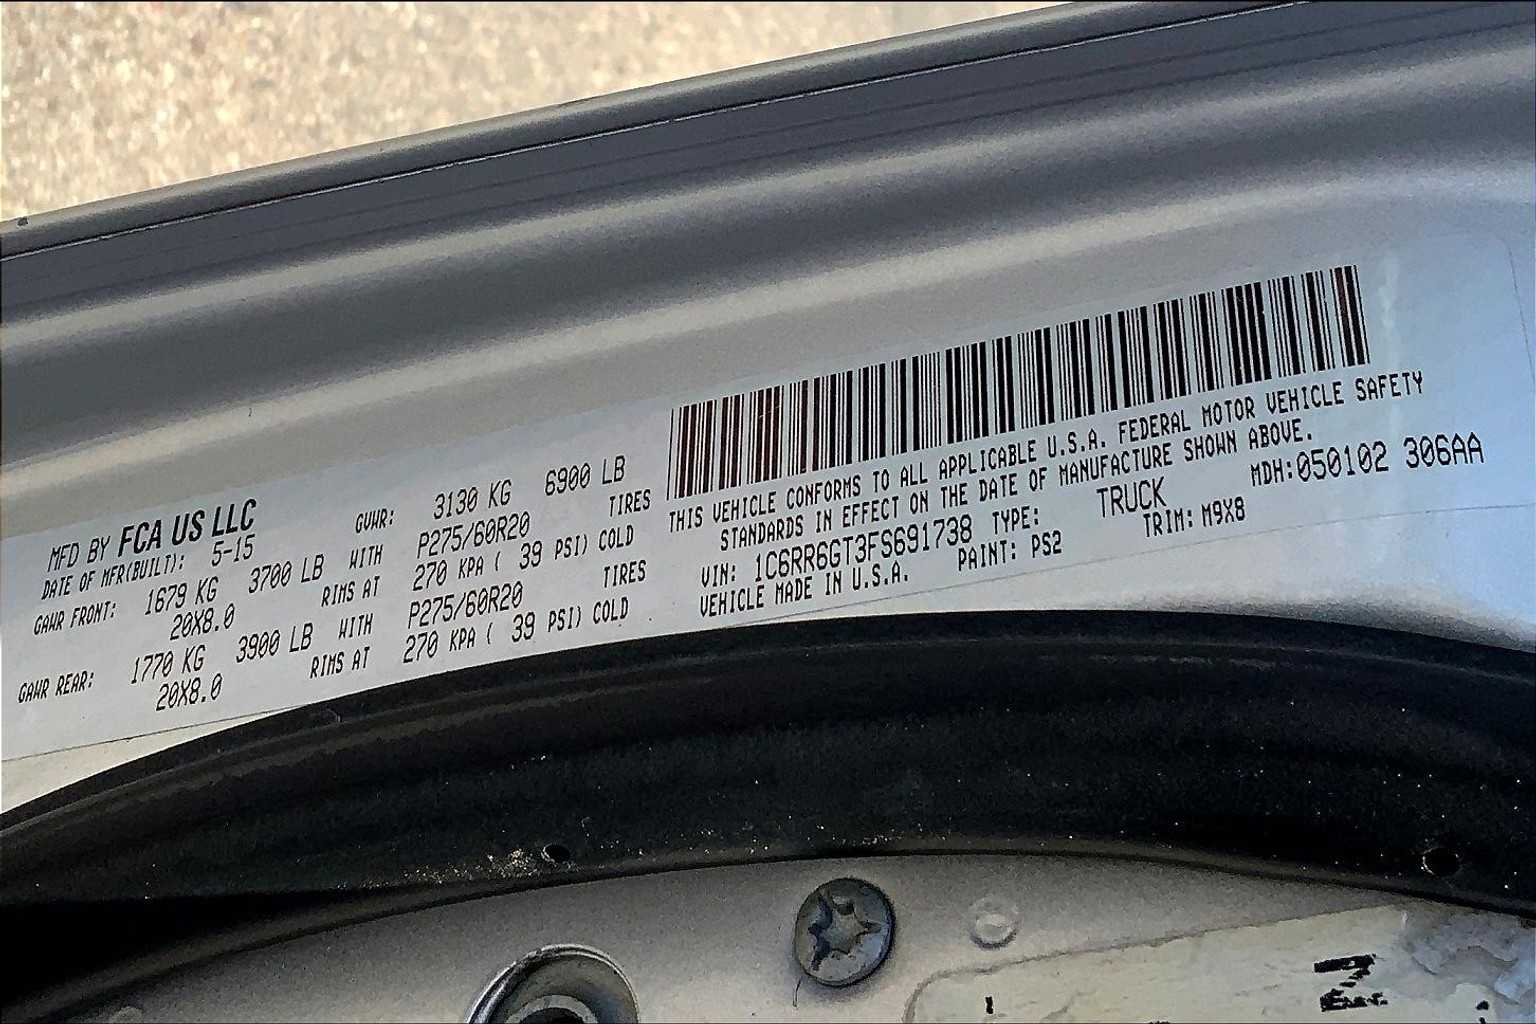 MFD BY FCA US LLC
DATE OF MFR(BUILT): 5-15 GVWR: 3130 KG 6900 LB
GAWR FRONT: 1679 KG 3700 LB WITH P275/60R20 TIRES
20X8.0 RIMS AT 270 KPA ( 39 PSI) COLD
GAWR REAR: 1770 KG 3900 LB WITH P275/60R20 TIRES
20X8.0 RIMS AT 270 KPA ( 39 PSI) COLD
THIS VEHICLE CONFORMS TO ALL APPLICABLE U.S.A. FEDERAL MOTOR VEHICLE SAFETY
STANDARDS IN EFFECT ON THE DATE OF MANUFACTURE SHOWN ABOVE.
VIN: 1C6RR6GT3FS691738 TYPE: TRUCK MDH:050102 306AA
VEHICLE MADE IN U.S.A. PAINT: PS2 TRIM: M9X8